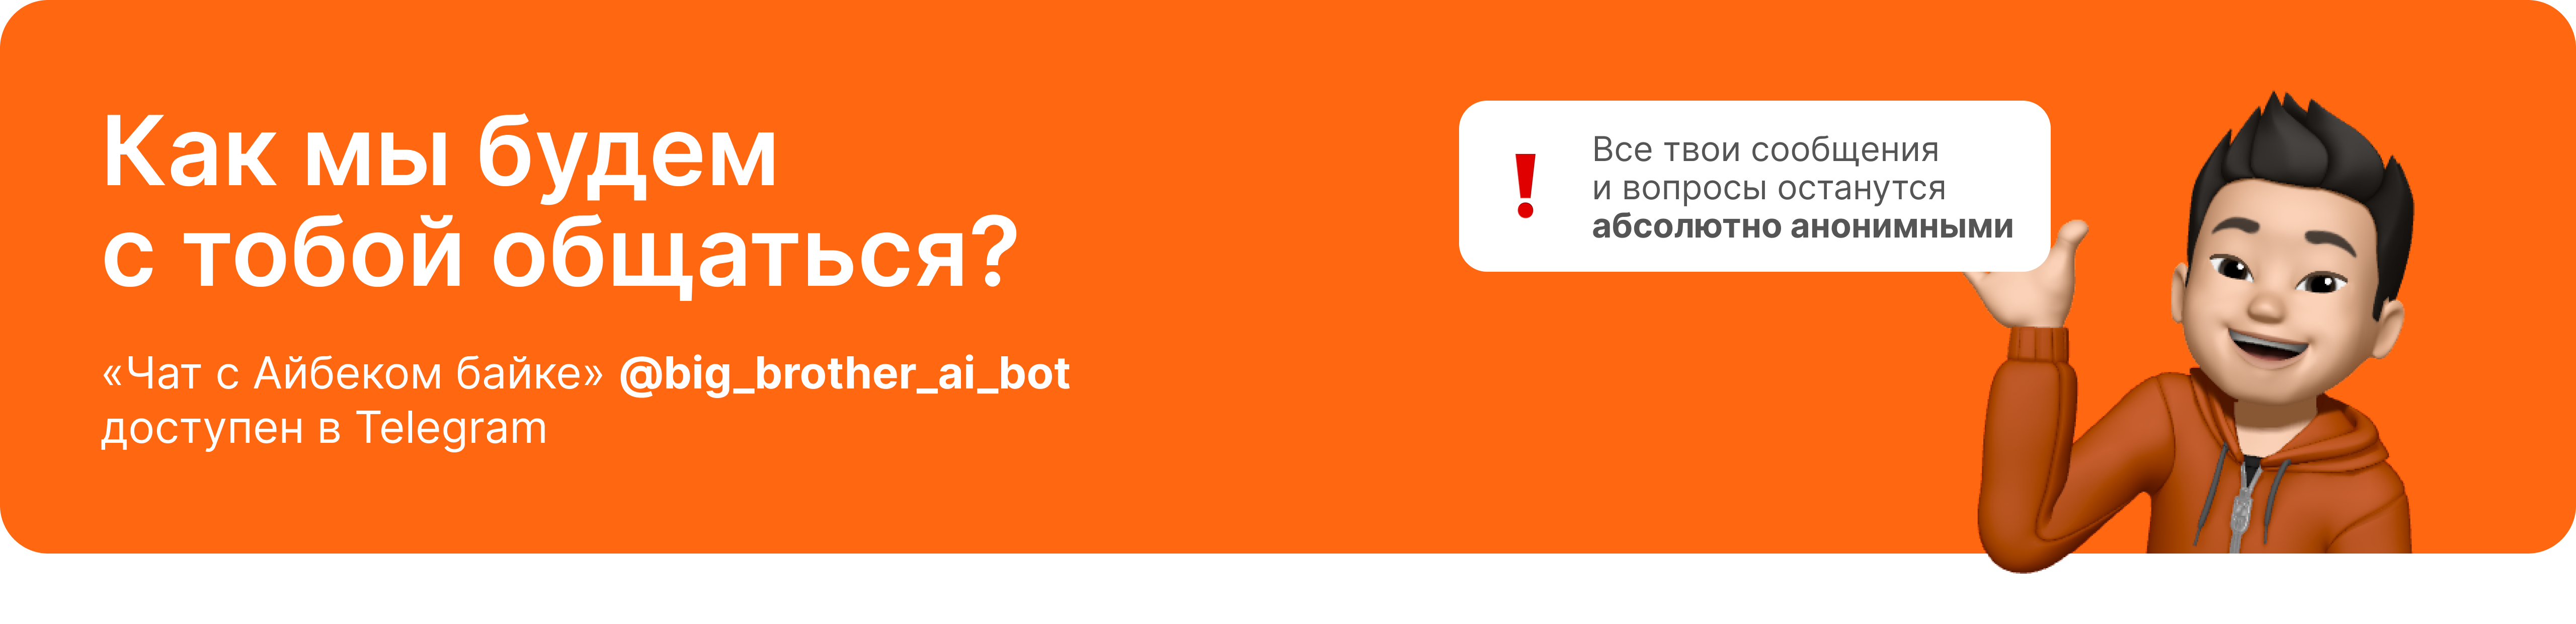 Как мы будем
с тобой общаться?
«Чат с Айбеком байке» @big_brother_ai_bot
доступен в Telegram
!
Все твои сообщения
и вопросы останутся
абсолютно анонимными